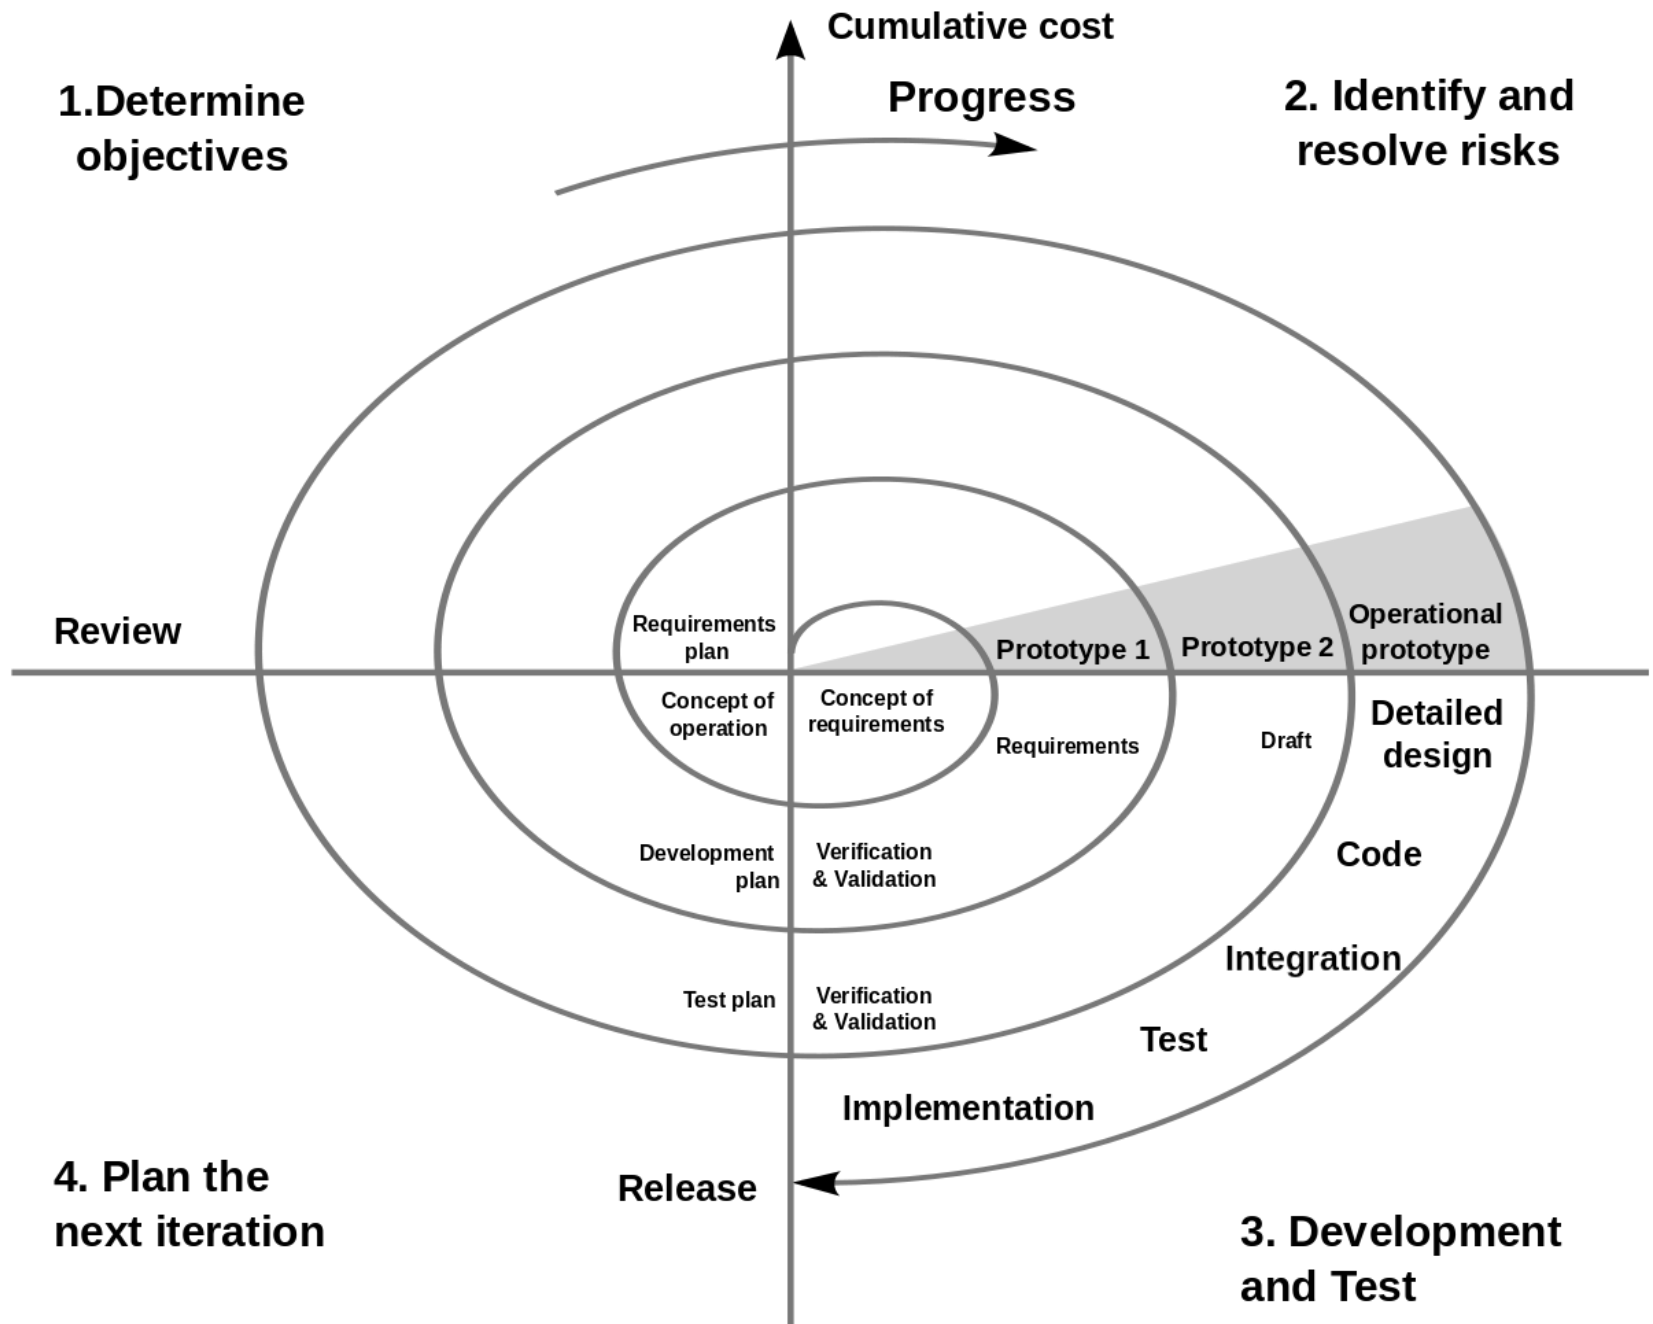 Cumulative cost
Progress
1.Determine
objectives
2. Identify and
resolve risks
Review
Requirements
plan
Prototype 1
Prototype 2
Operational
prototype
Concept of
operation
Concept of
requirements
Requirements
Draft
Detailed
design
Development
plan
Verification
& Validation
Code
Integration
Test plan
Verification
& Validation
Test
Implementation
Release
4. Plan the
next iteration
3. Development
and Test